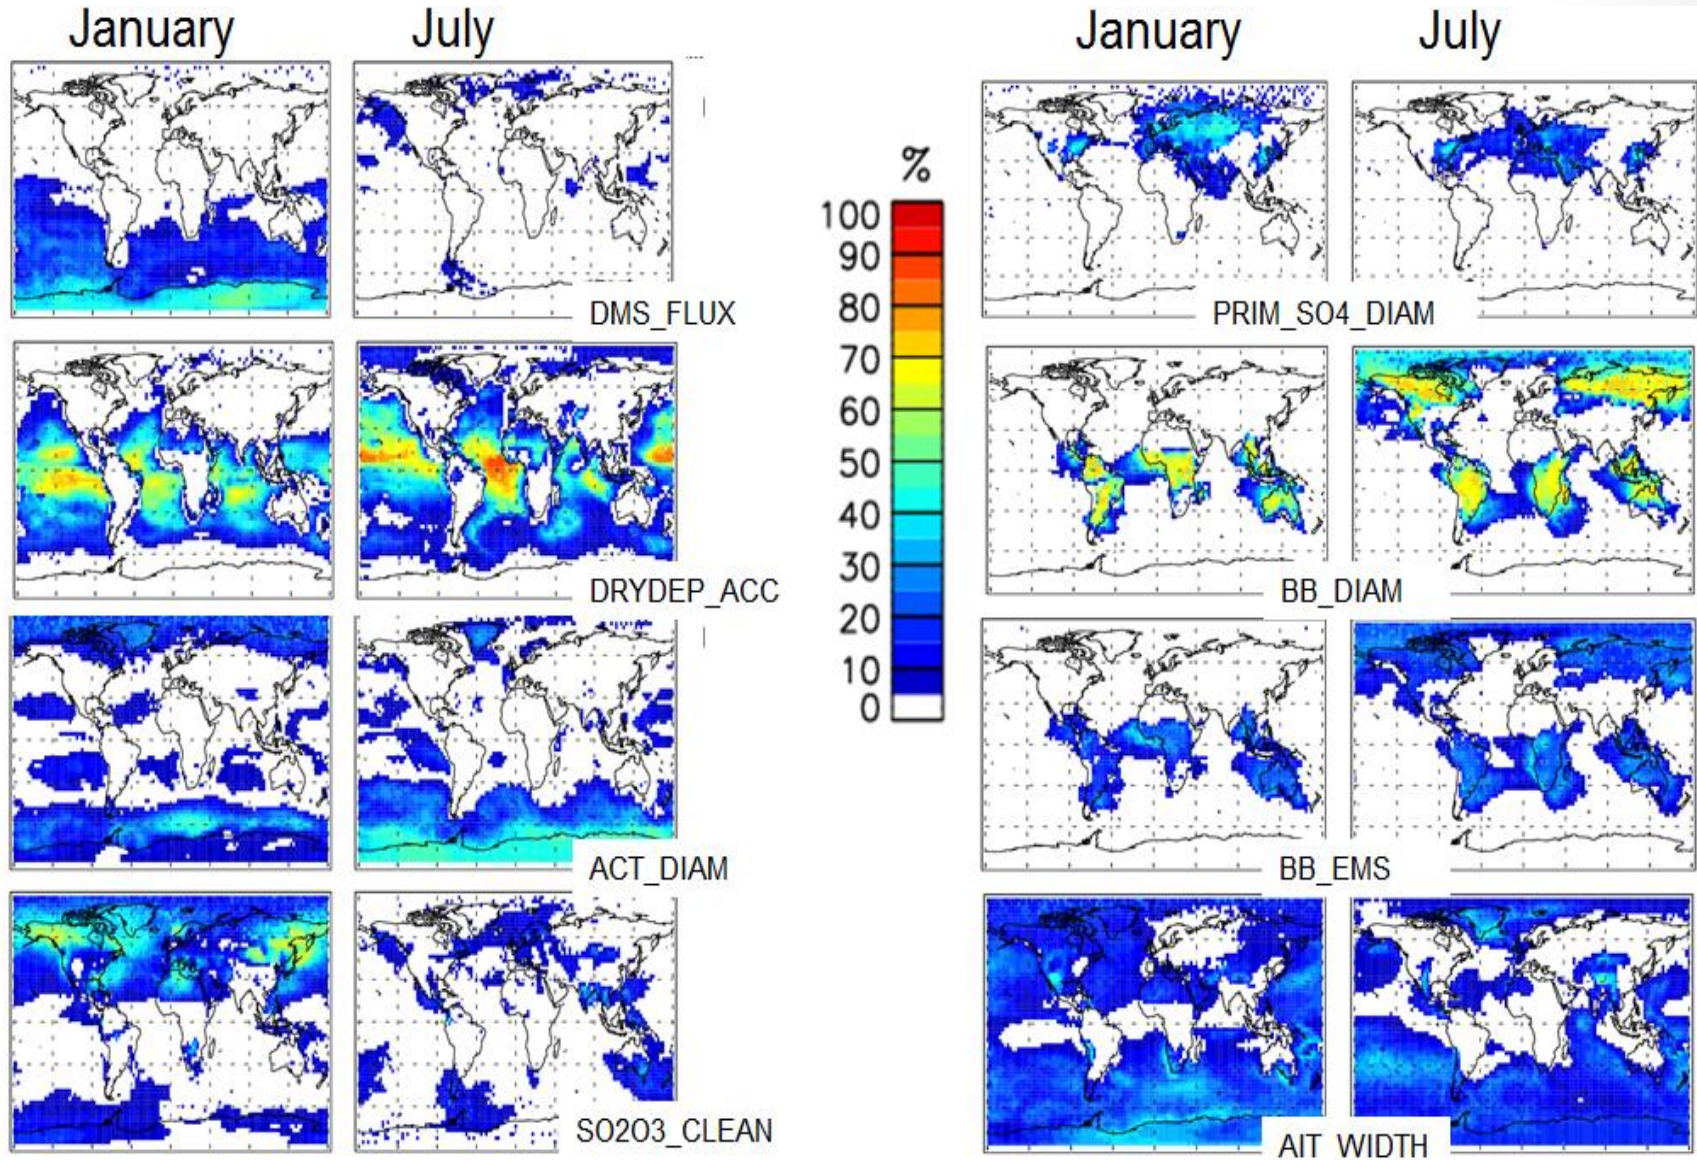 January July
January July
%
100
90
80
70
60
50
40
30
20
10
0
DMS_FLUX
PRIM_SO4_DIAM
DRYDEP_ACC
BB_DIAM
ACT_DIAM
BB_EMS
SO2O3_CLEAN
AIT_WIDTH